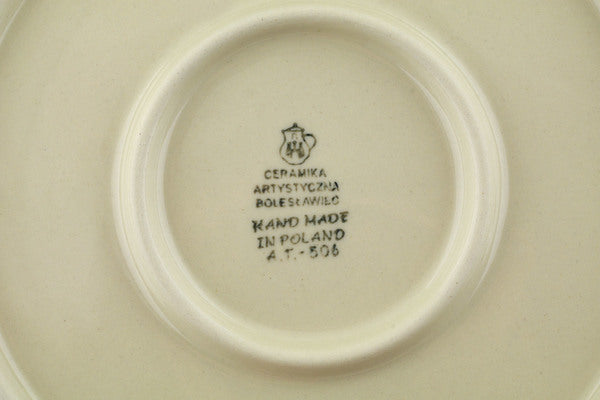 CERAMIKA
ARTYSTYCZNA
BOLESŁAWIEC
HAND MADE
IN POLAND
A.T.-506